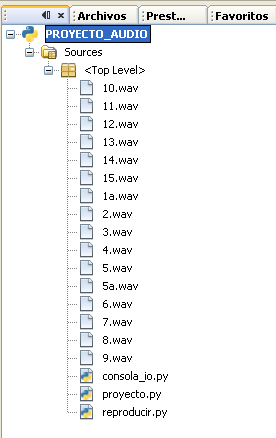 Archivos Prest... Favoritos
PROYECTO_AUDIO
Sources
<Top Level>
10.wav
11.wav
12.wav
13.wav
14.wav
15.wav
1a.wav
2.wav
3.wav
4.wav
5.wav
5a.wav
6.wav
7.wav
8.wav
9.wav
consola_io.py
proyecto.py
reproducir.py